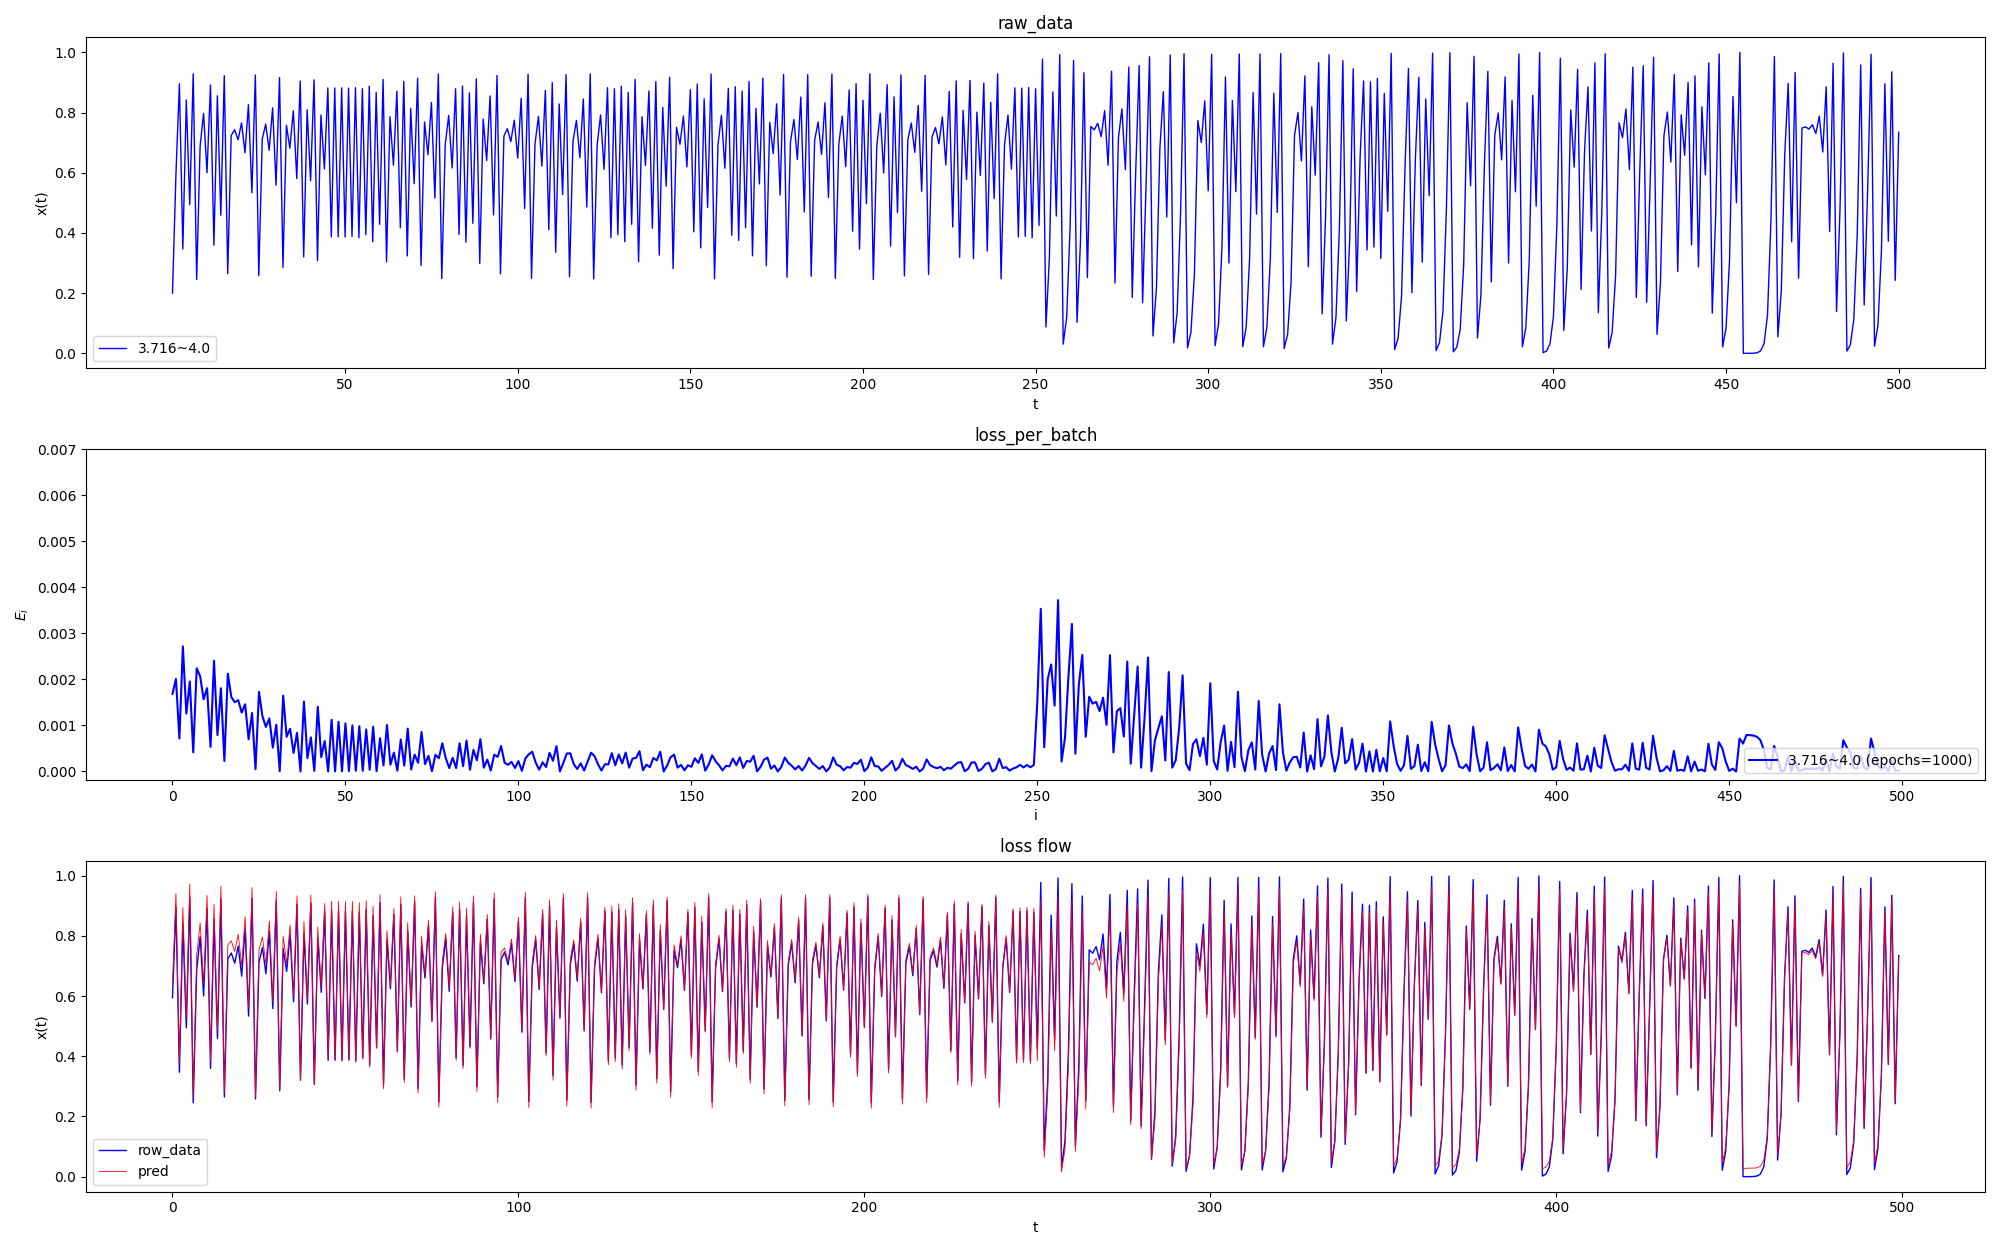 raw_data
1.0
0.8
0.6
0.4
0.2
0.0
x(t)
3.716~4.0
50 100 150 200 250 300 350 400 450 500
t
loss_per_batch
0.007
0.006
0.005
0.004
0.003
0.002
0.001
0.000
E_i
3.716~4.0 (epochs=1000)
0 50 100 150 200 250 300 350 400 450 500
i
loss flow
1.0
0.8
0.6
0.4
0.2
0.0
x(t)
row_data
pred
0 100 200 300 400 500
t